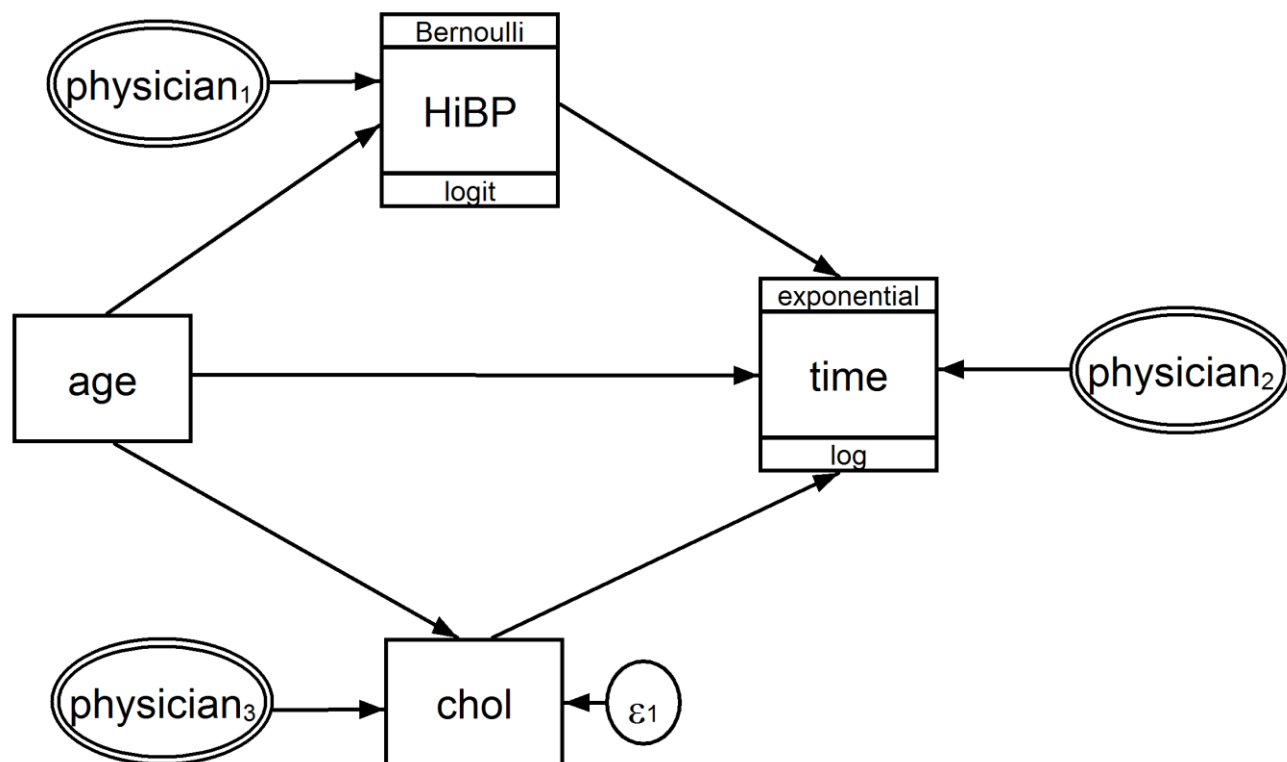 Bernoulli
physician₁
HiBP
logit
exponential
age
time
physician₂
log
physician₃
chol
ε₁